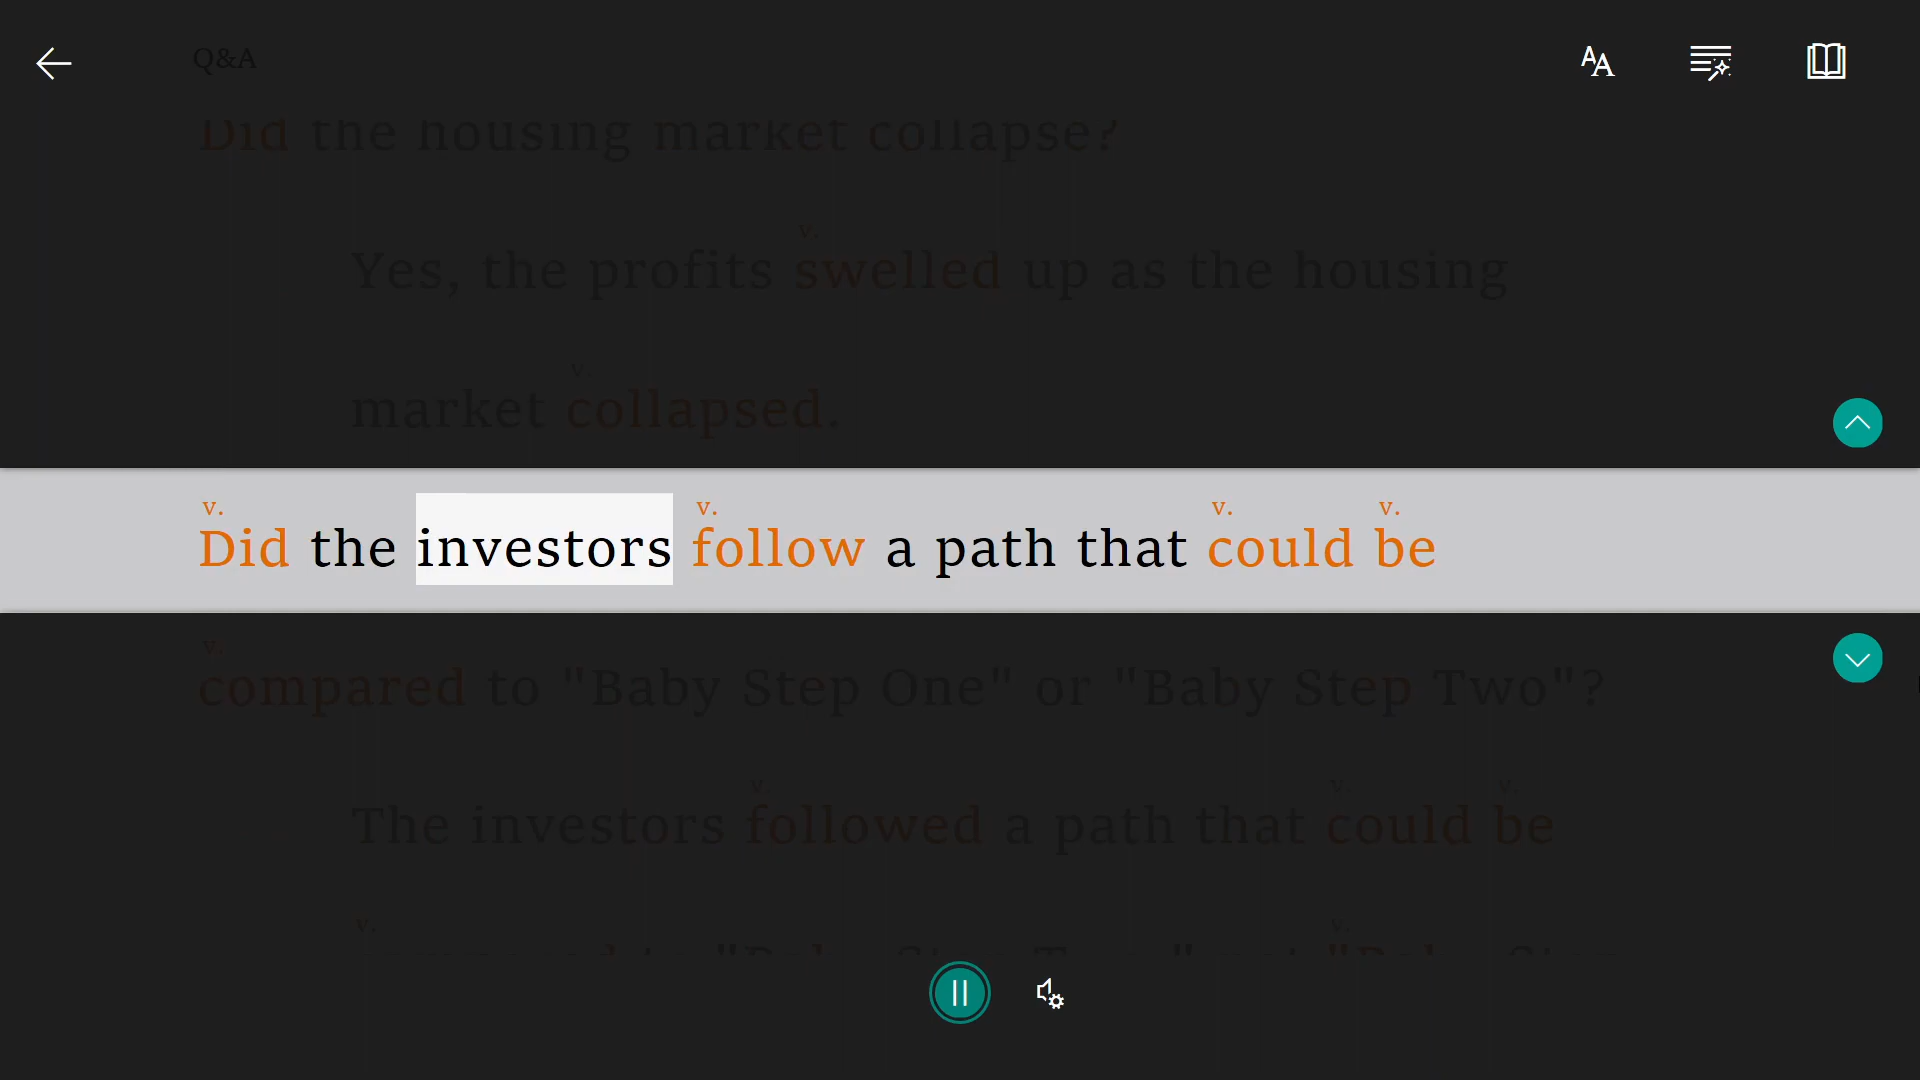 Q&A
Did the housing market collapse?
v.
Yes, the profits swelled up as the housing
v.
market collapsed.
v. v. v. v.
Did the investors follow a path that could be
v.
compared to "Baby Step One" or "Baby Step Two"?
v. v. v.
The investors followed a path that could be
v. v.